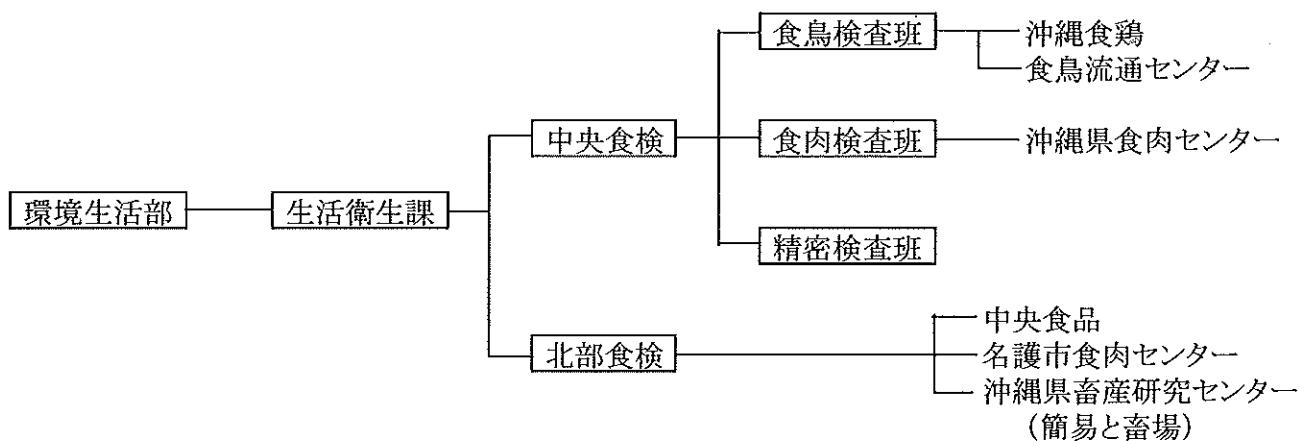 食鳥検査班
沖縄食鶏
食鳥流通センター
中央食検
食肉検査班
沖縄県食肉センター
環境生活部
生活衛生課
精密検査班
中央食品
北部食検
名護市食肉センター
沖縄県畜産研究センター
(簡易と畜場)